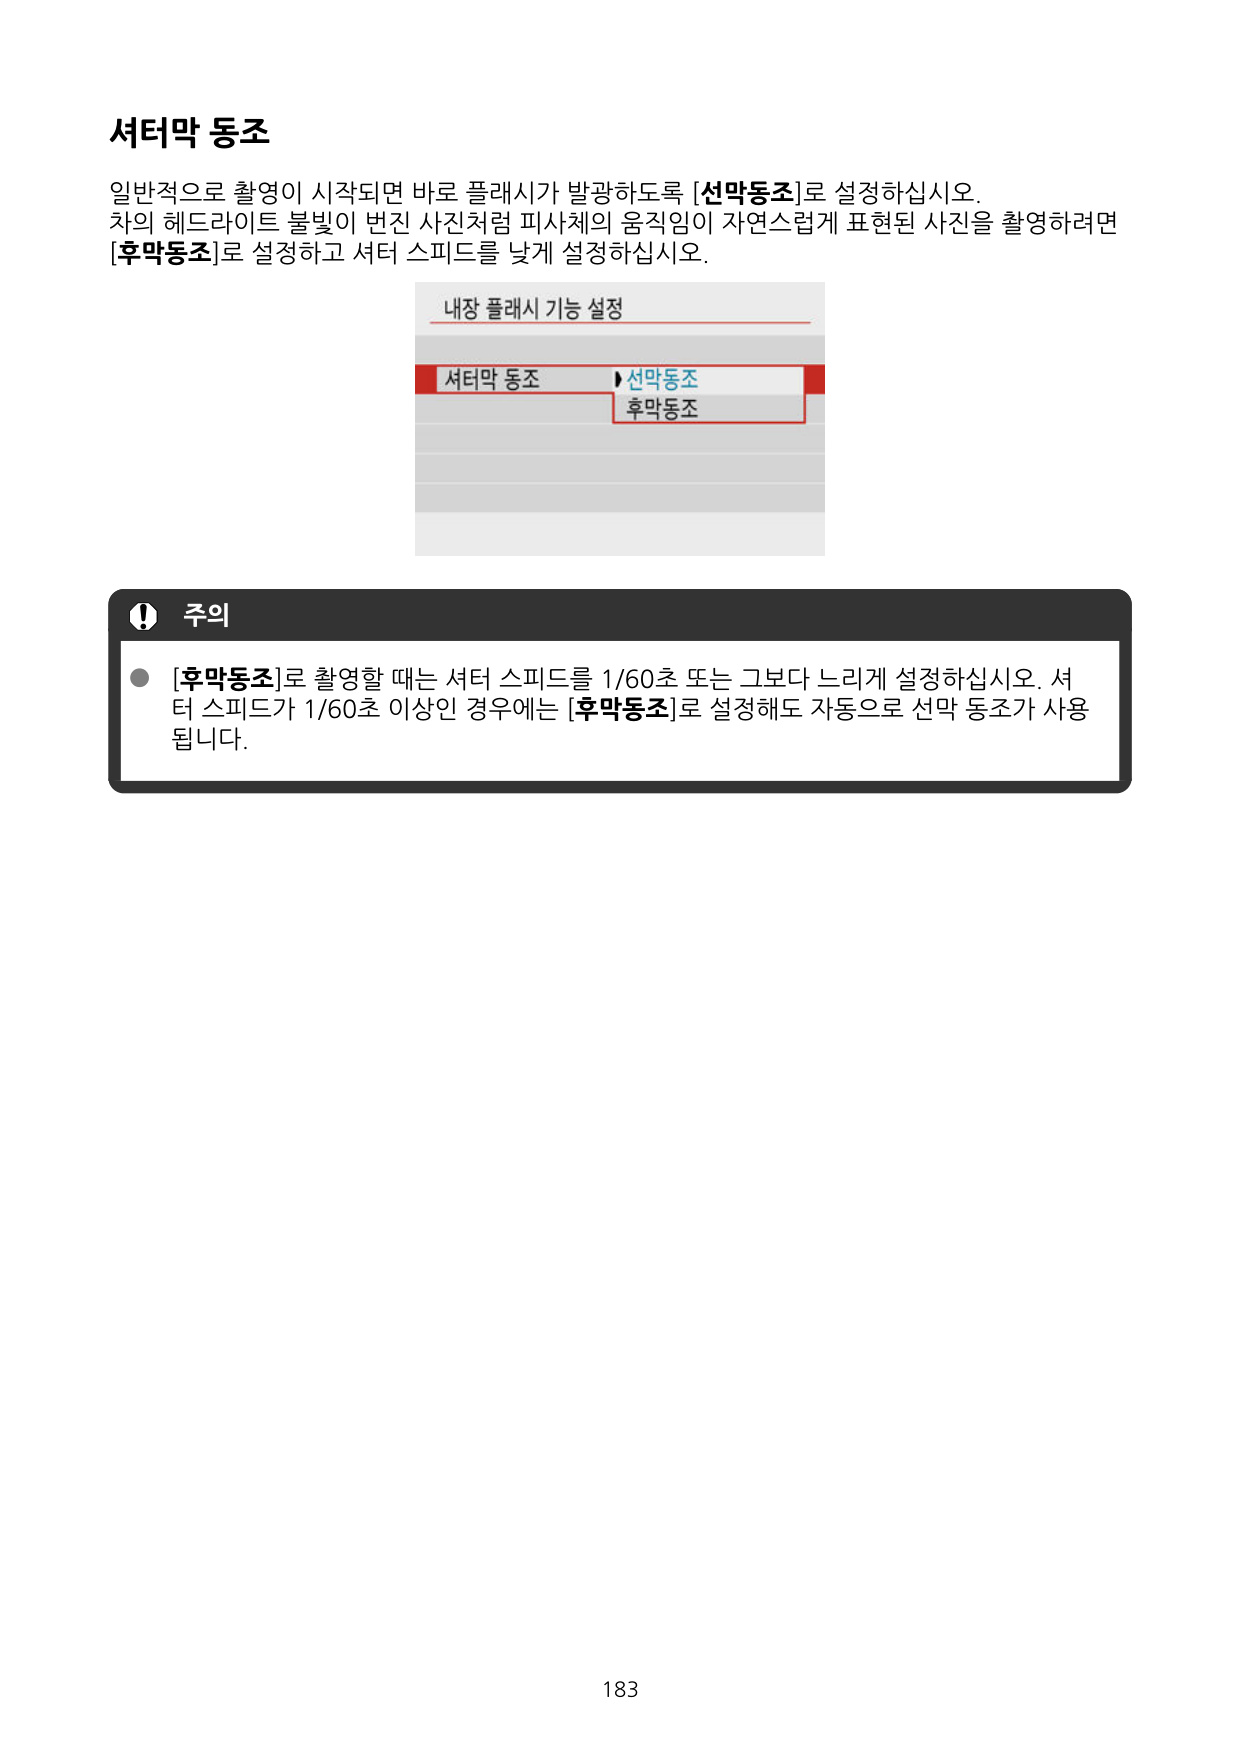 셔터막 동조
일반적으로 촬영이 시작되면 바로 플래시가 발광하도록 [선막동조]로 설정하십시오.
차의 헤드라이트 불빛이 번진 사진처럼 피사체의 움직임이 자연스럽게 표현된 사진을 촬영하려면
[후막동조]로 설정하고 셔터 스피드를 낮게 설정하십시오.
내장 플래시 기능 설정
셔터막 동조 선막동조
후막동조
주의
● [후막동조]로 촬영할 때는 셔터 스피드를 1/60초 또는 그보다 느리게 설정하십시오. 셔
터 스피드가 1/60초 이상인 경우에는 [후막동조]로 설정해도 자동으로 선막 동조가 사용
됩니다.
183